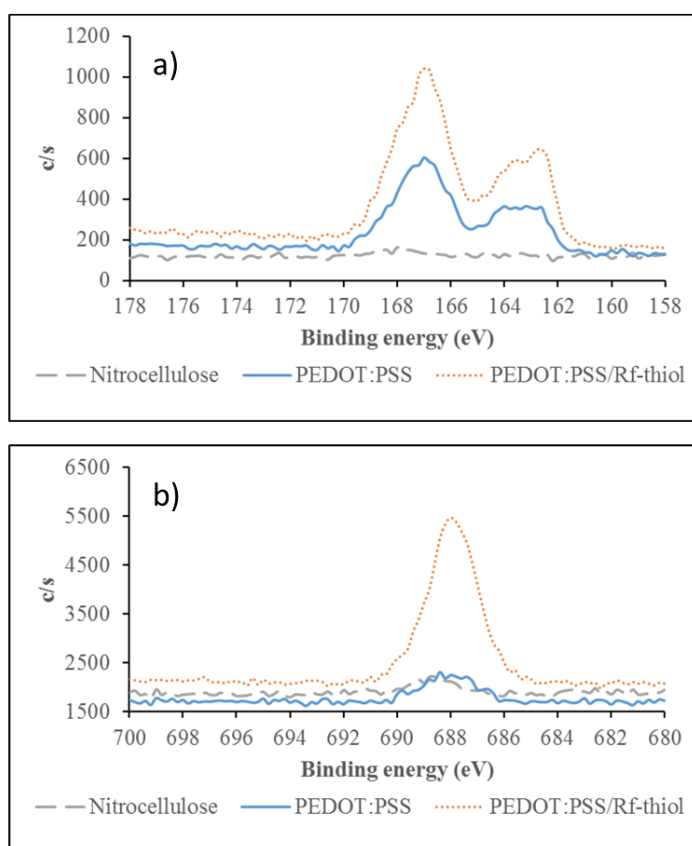 a)
1200
1000
800
600
400
200
0
c/s
178 176 174 172 170 168 166 164 162 160 158
Binding energy (eV)
Nitrocellulose PEDOT:PSS PEDOT:PSS/Rf-thiol
b)
6500
5500
4500
3500
2500
1500
c/s
700 698 696 694 692 690 688 686 684 682 680
Binding energy (eV)
Nitrocellulose PEDOT:PSS PEDOT:PSS/Rf-thiol